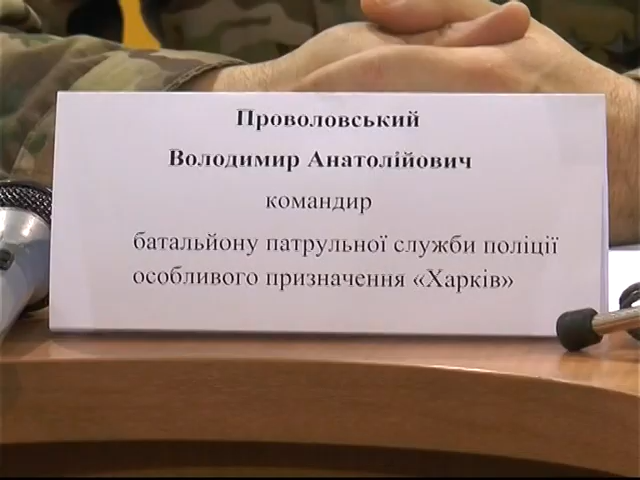 Проволовський
Володимир Анатолійович
командир
батальйону патрульної служби поліції
особливого призначення «Харків»